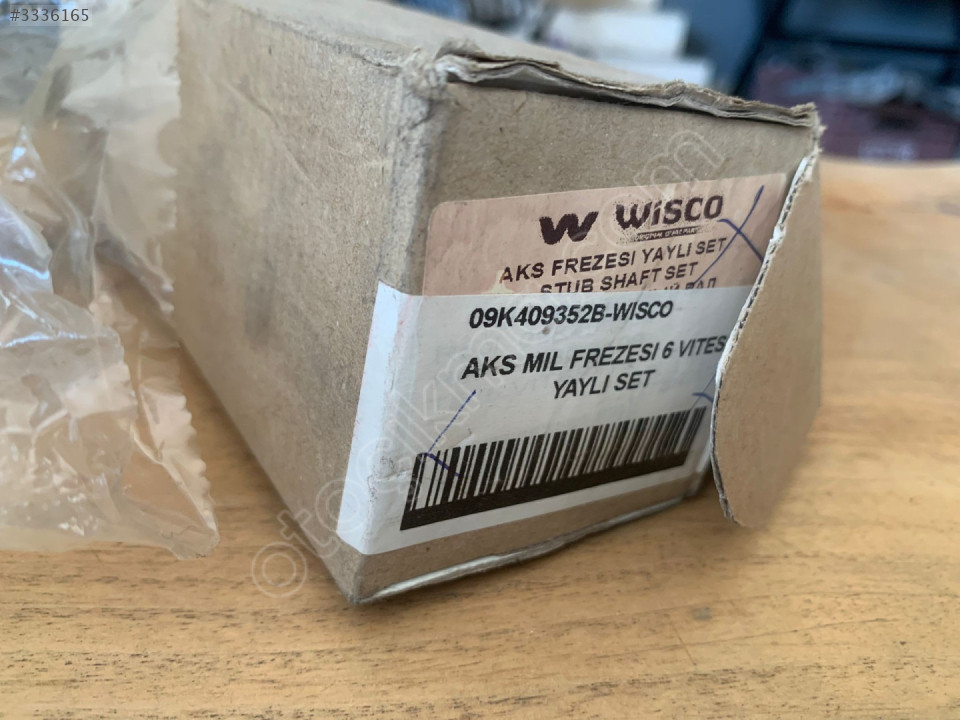 #3336165
WiSCO
AKS FREZESİ YAYLI SET
STUB SHAFT SET
09K409352B-WISCO
AKS MIL FREZESI 6 VITES
YAYLI SET